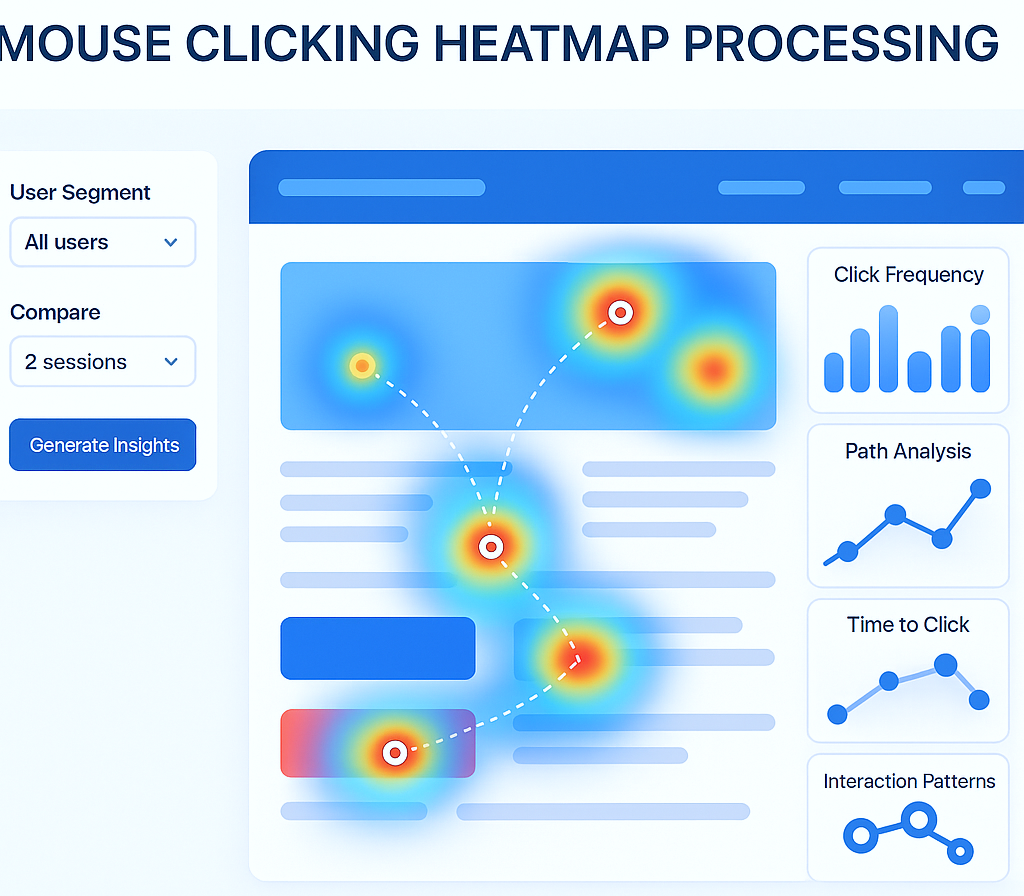 MOUSE CLICKING HEATMAP PROCESSING
User Segment
All users
Compare
2 sessions
Generate Insights
Click Frequency
Path Analysis
Time to Click
Interaction Patterns